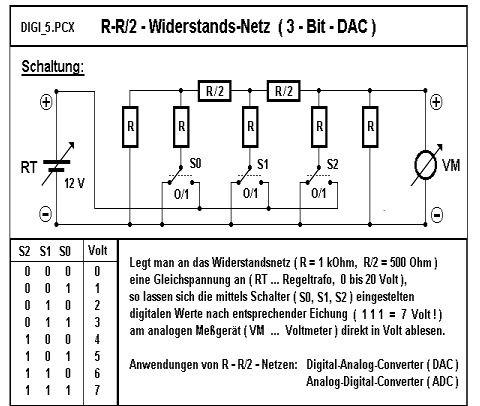 DIGI_5.PCX R-R/2 - Widerstands-Netz ( 3 - Bit - DAC )
Schaltung:
R/2 R/2
R R R R R
S0 S1 S2
RT VM
12 V 0/1 0/1 0/1
S2 S1 S0 Volt
0 0 0 0
0 0 1 1
0 1 0 2
0 1 1 3
1 0 0 4
1 0 1 5
1 1 0 6
1 1 1 7
Legt man an das Widerstandsnetz ( R = 1 kOhm, R/2 = 500 Ohm )
eine Gleichspannung an ( RT ... Regeltrafo, 0 bis 20 Volt ),
so lassen sich die mittels Schalter ( S0, S1, S2 ) eingestelten
digitalen Werte nach entsprechender Eichung ( 1 1 1 = 7 Volt ! )
am analogen Meßgerät ( VM ... Voltmeter ) direkt in Volt ablesen.
Anwendungen von R - R/2 - Netzen: Digital-Analog-Converter ( DAC )
Analog-Digital-Converter ( ADC )